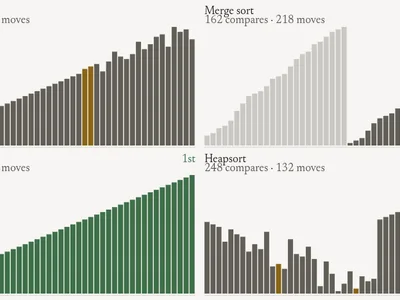 moves
Merge sort
162 compares · 218 moves
moves
1st
Heapsort
248 compares · 132 moves